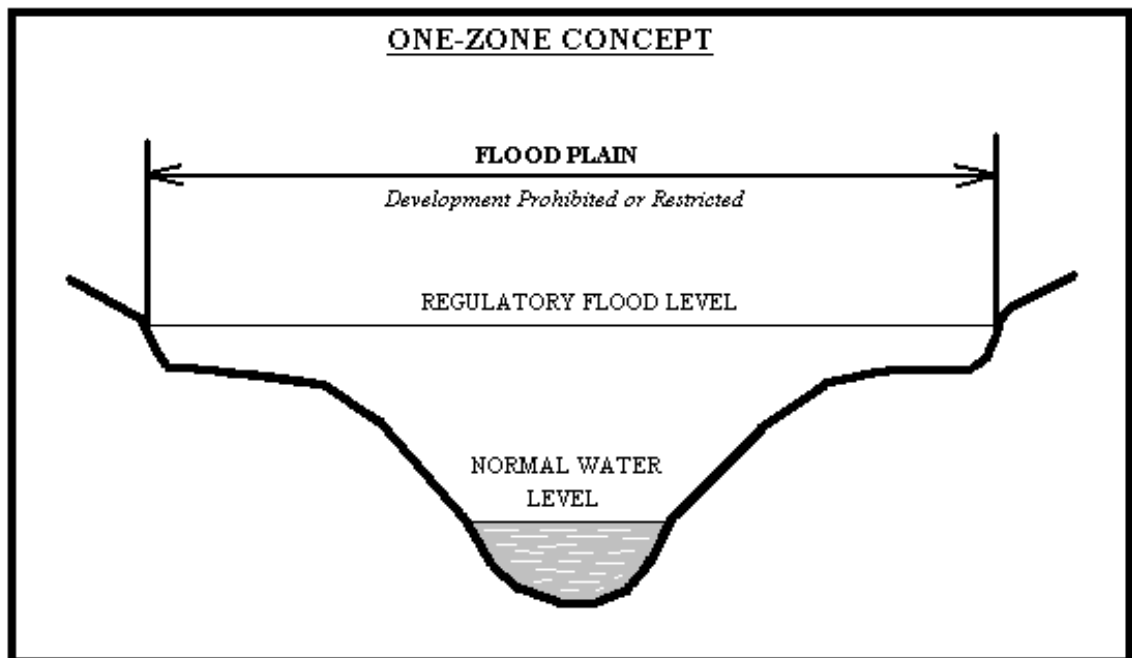 ONE-ZONE CONCEPT
FLOOD PLAIN
Development Prohibited or Restricted
REGULATORY FLOOD LEVEL
NORMAL WATER
LEVEL